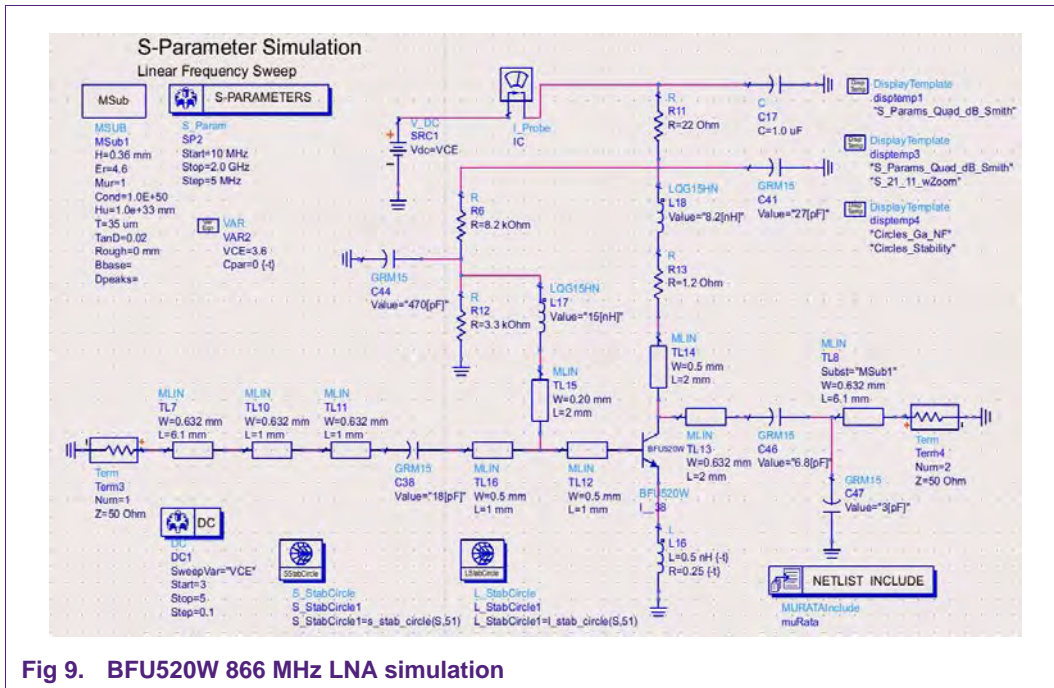 S-Parameter Simulation
Linear Frequency Sweep
MSub
MSUB
MSub1
H=0.36 mm
Er=4.6
Mur=1
Cond=1.0E+50
Hu=1.0e+33 mm
T=35 um
TanD=0.02
Rough=0 mm
Bbase=
Dpeaks=
S-PARAMETERS
S_Param
SP2
Start=10 MHz
Stop=2.0 GHz
Step=5 MHz
Var
Eqn
VAR
VAR2
VCE=3.6
Cpar=0 {-t}
V_DC
SRC1
Vdc=VCE
I_Probe
IC
R
R11
R=22 Ohm
C
C17
C=1.0 uF
Disp
Temp
DisplayTemplate
disptemp1
"S_Params_Quad_dB_Smith"
Disp
Temp
DisplayTemplate
disptemp3
"S_Params_Quad_dB_Smith"
"S_21_11_wZoom"
Disp
Temp
DisplayTemplate
disptemp4
"Circles_Ga_NF"
"Circles_Stability"
R
R6
R=8.2 kOhm
LQG15HN
L18
Value="8.2[nH]"
GRM15
C41
Value="27[pF]"
GRM15
C44
Value="470[pF]"
R
R12
R=3.3 kOhm
LQG15HN
L17
Value="15[nH]"
R
R13
R=1.2 Ohm
MLIN
TL14
W=0.5 mm
L=2 mm
MLIN
TL15
W=0.20 mm
L=2 mm
MLIN
TL8
Subst="MSub1"
W=0.632 mm
L=6.1 mm
MLIN
TL7
W=0.632 mm
L=6.1 mm
MLIN
TL10
W=0.632 mm
L=1 mm
MLIN
TL11
W=0.632 mm
L=1 mm
Term
Term3
Num=1
Z=50 Ohm
GRM15
C38
Value="18[pF]"
MLIN
TL16
W=0.5 mm
L=1 mm
MLIN
TL12
W=0.5 mm
L=1 mm
BFU520W
BFU520W
I__38
MLIN
TL13
W=0.632 mm
L=2 mm
GRM15
C46
Value="6.8[pF]"
Term
Term4
Num=2
Z=50 Ohm
GRM15
C47
Value="3[pF]"
L
L16
L=0.5 nH {-t}
R=0.25 {-t}
DC
DC
DC1
SweepVar="VCE"
Start=3
Stop=5
Step=0.1
SStabCircle
S_StabCircle
S_StabCircle1
S_StabCircle1=s_stab_circle(S,51)
LStabCircle
L_StabCircle
L_StabCircle1
L_StabCircle1=l_stab_circle(S,51)
NETLIST INCLUDE
MURATAInclude
muRata
Fig 9. BFU520W 866 MHz LNA simulation